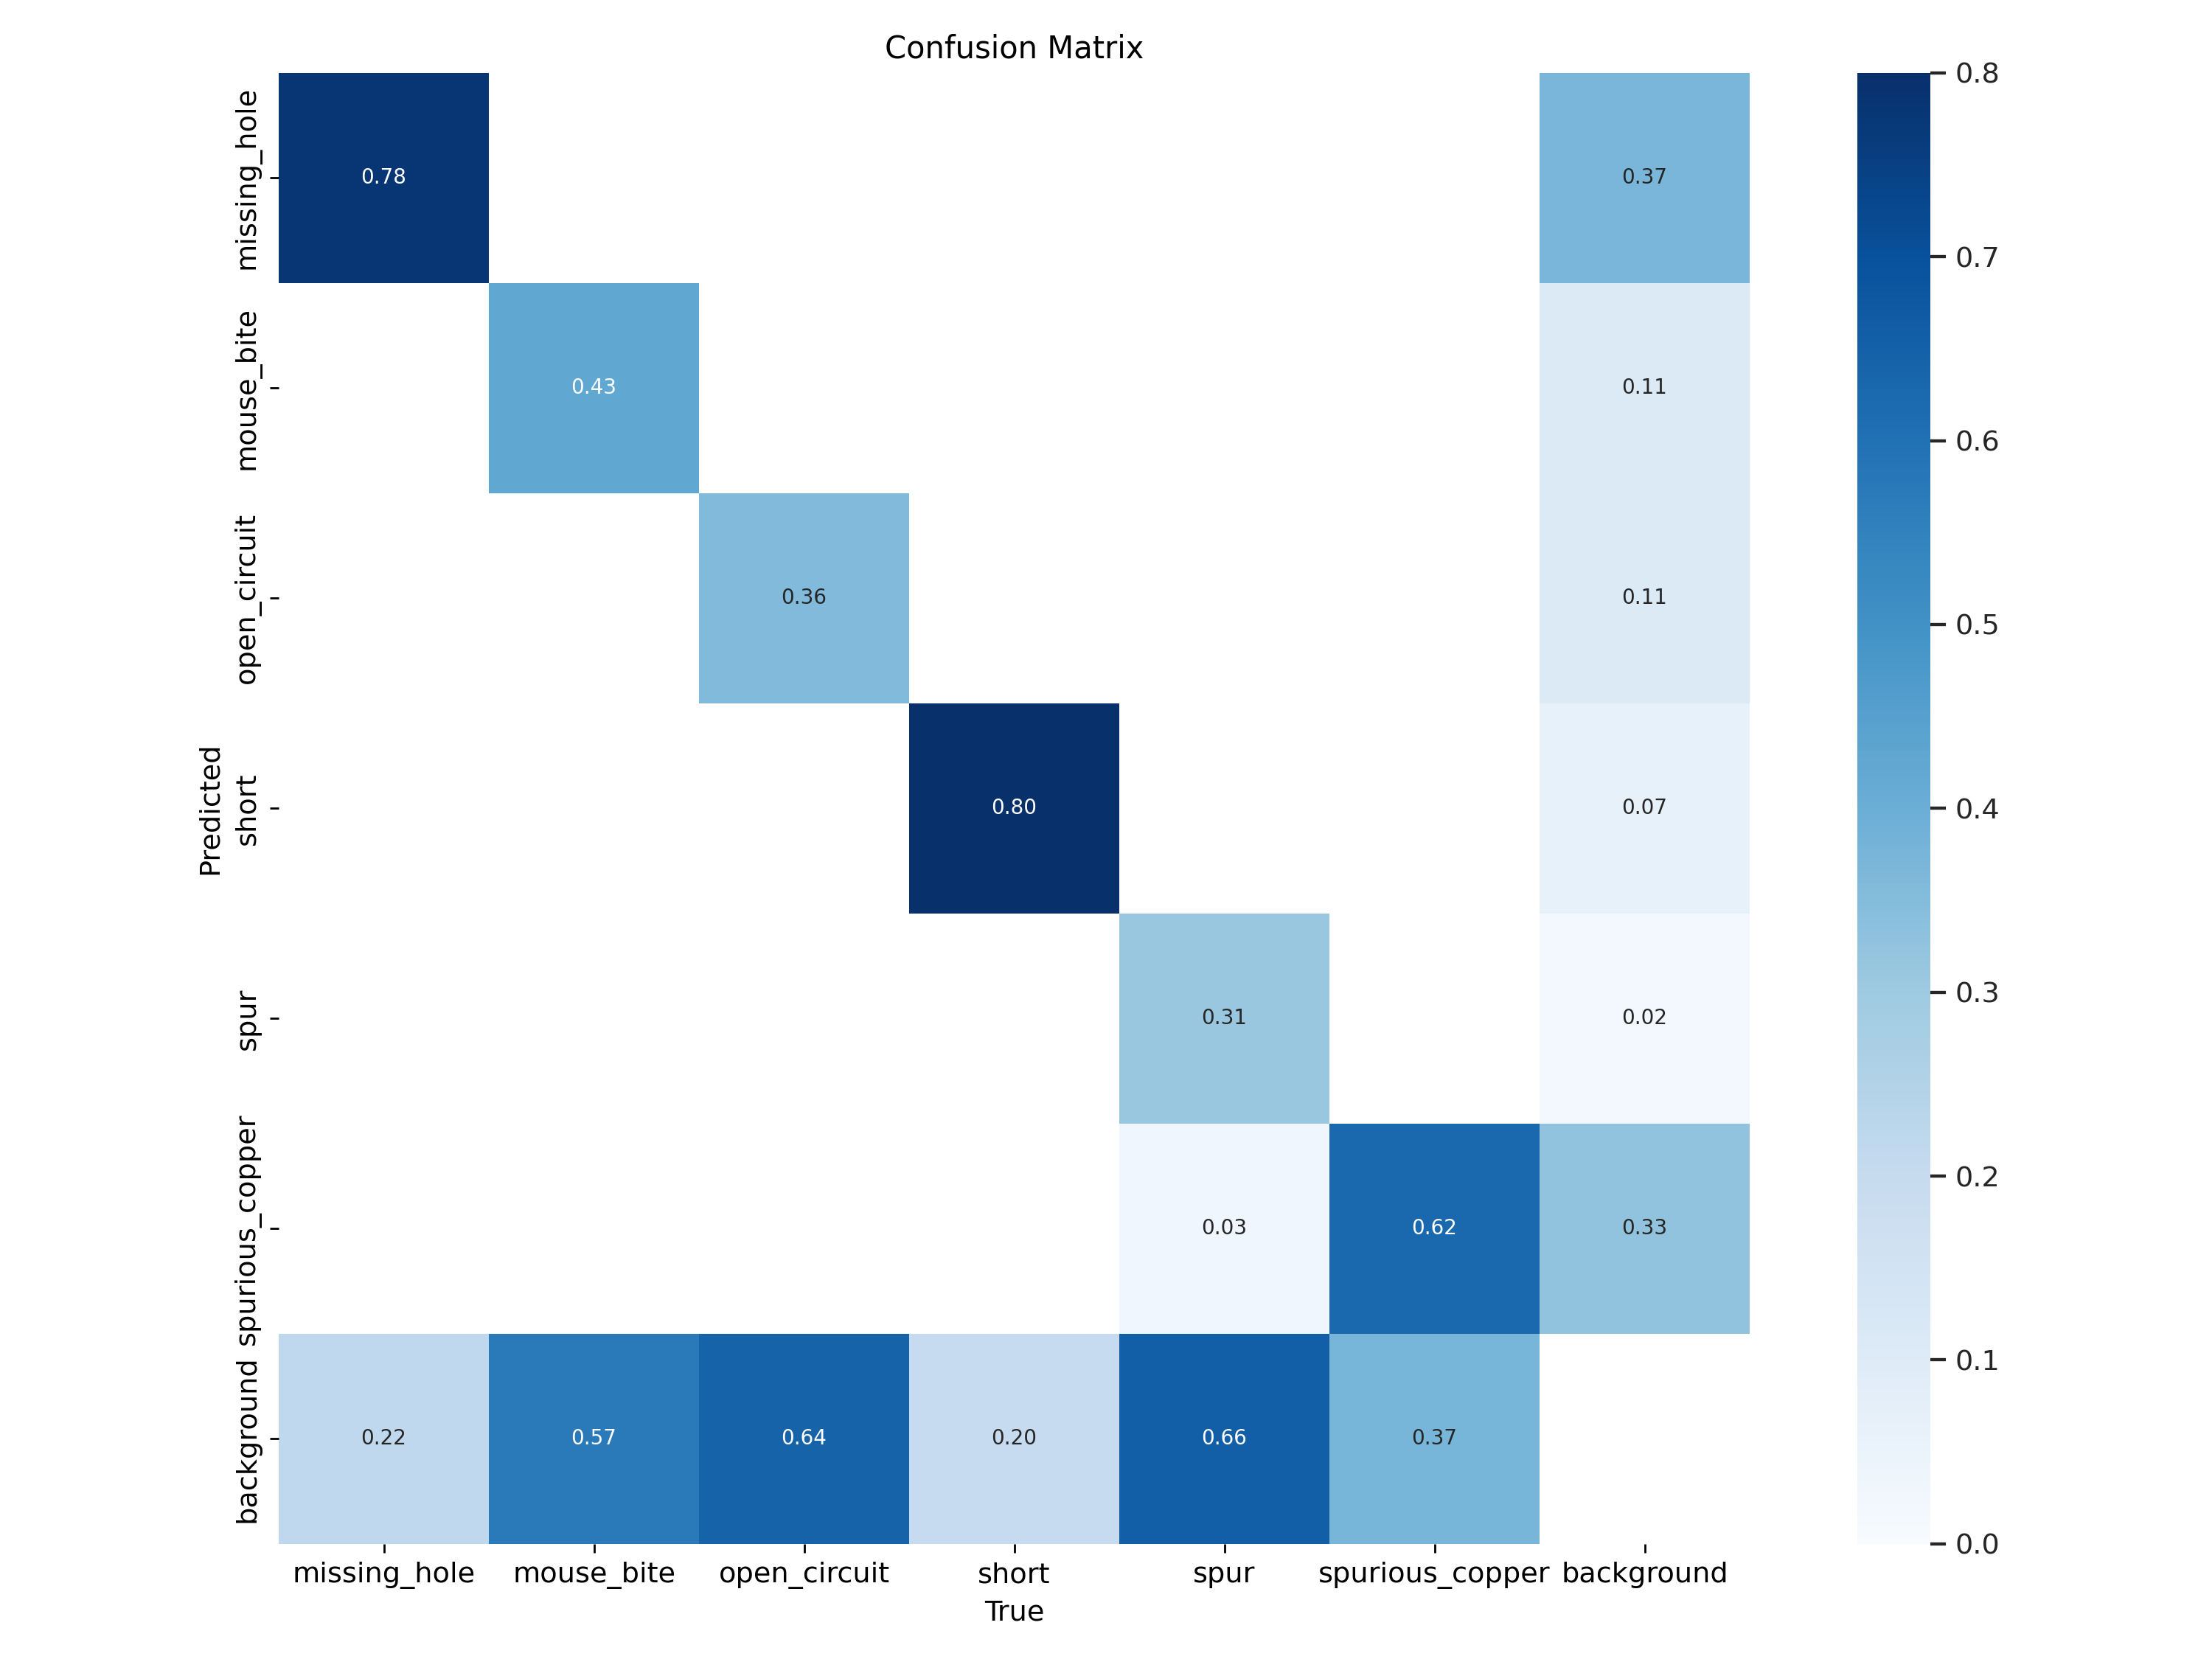 Confusion Matrix
missing_hole
0.78
0.37
mouse_bite
0.43
0.11
open_circuit
0.36
0.11
Predicted
short
0.80
0.07
spur
0.31
0.02
spurious_copper
0.03
0.62
0.33
background
0.22
0.57
0.64
0.20
0.66
0.37
missing_hole
mouse_bite
open_circuit
short
spur
spurious_copper
background
True
0.8
0.7
0.6
0.5
0.4
0.3
0.2
0.1
0.0